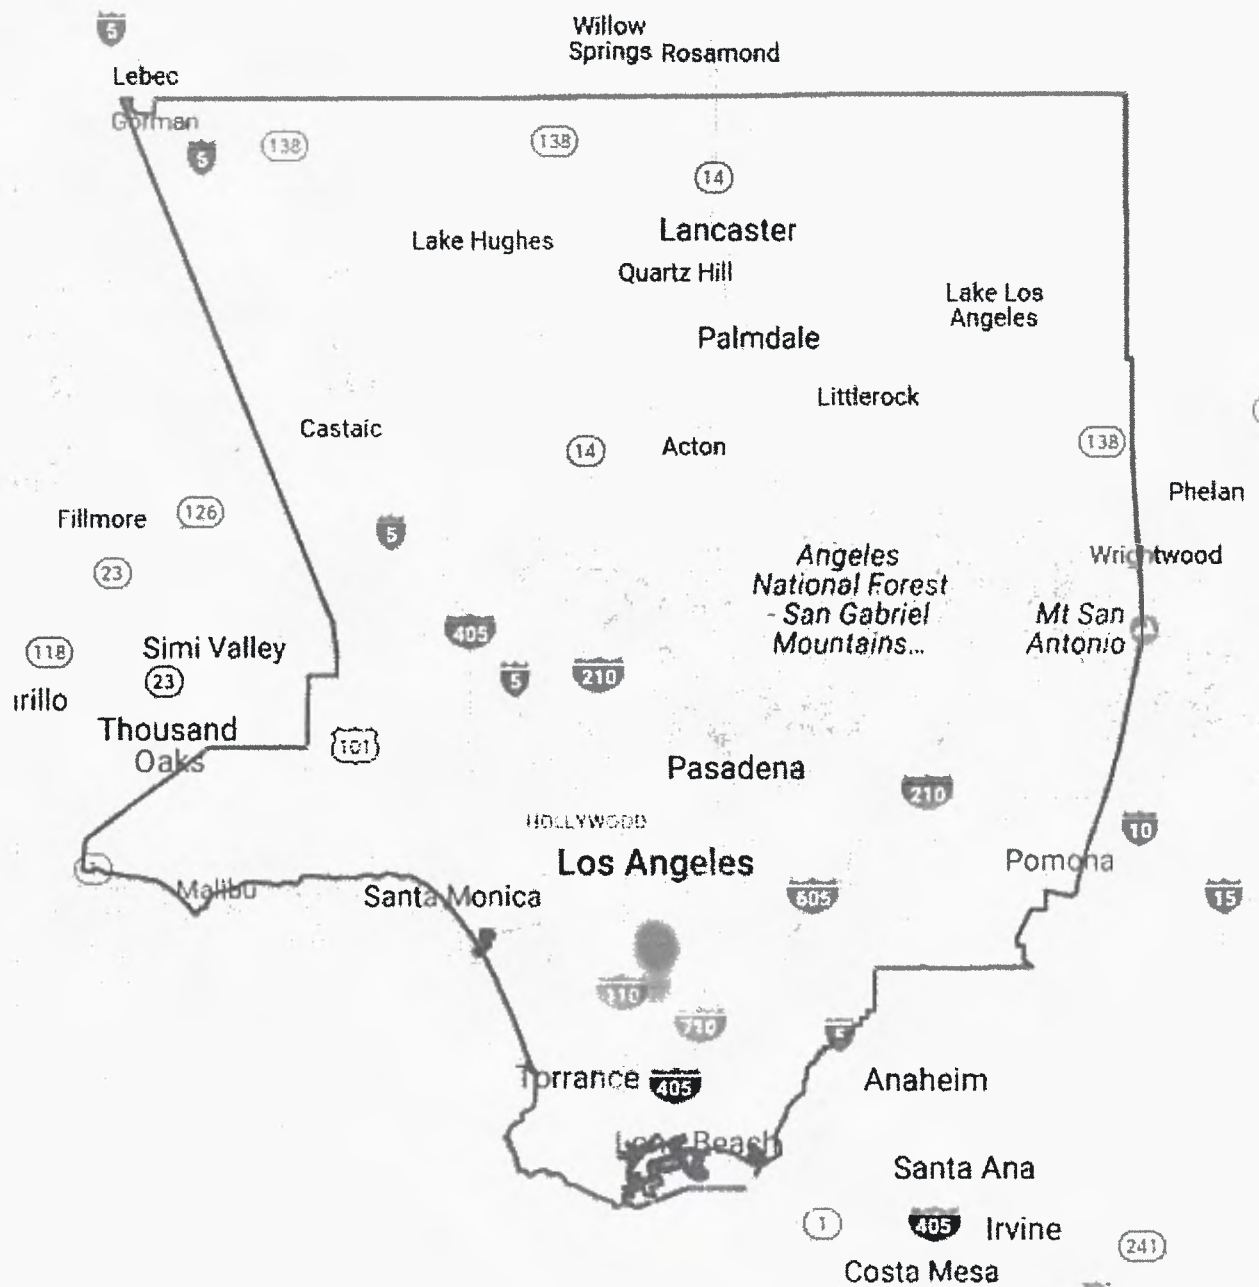 5
Willow
Springs Rosamond
Lebec
Gorman
5
138
138
14
Lake Hughes
Lancaster
Quartz Hill
Lake Los
Angeles
Palmdale
Littlerock
Castaic
14
Acton
138
Phelan
Fillmore
126
5
Angeles
National Forest
- San Gabriel
Mountains...
Wrightwood
23
Mt San
Antonio
118
Simi Valley
23
405
5
210
irillo
Thousand
Oaks
101
Pasadena
210
HOLLYWOOD
10
Los Angeles
Pomona
Malibu
Santa Monica
605
15
110
710
5
Torrance
405
Anaheim
Long Beach
Santa Ana
1
405
Irvine
241
Costa Mesa